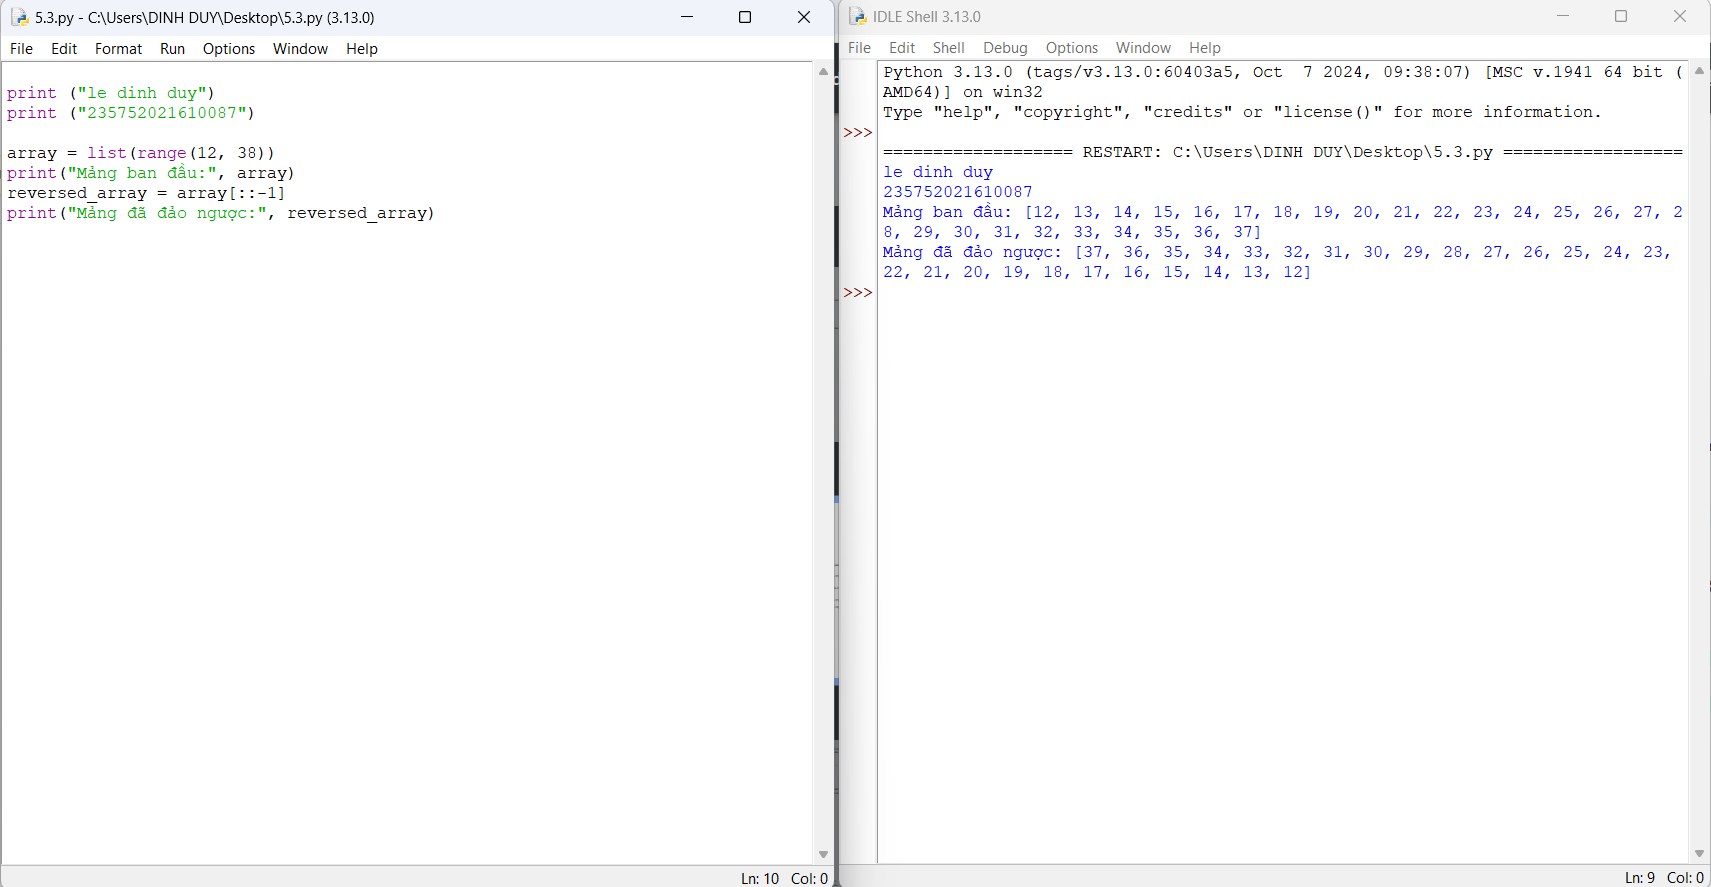 5.3.py - C:\Users\DINH DUY\Desktop\5.3.py (3.13.0)
File Edit Format Run Options Window Help
print ("le dinh duy")
print ("235752021610087")
array = list(range(12, 38))
print("Mảng ban đầu:", array)
reversed_array = array[::-1]
print("Mảng đã đảo ngược:", reversed_array)
Ln: 10 Col: 0
IDLE Shell 3.13.0
File Edit Shell Debug Options Window Help
Python 3.13.0 (tags/v3.13.0:60403a5, Oct  7 2024, 09:38:07) [MSC v.1941 64 bit (
AMD64)] on win32
Type "help", "copyright", "credits" or "license()" for more information.
>>>
=================== RESTART: C:\Users\DINH DUY\Desktop\5.3.py ==================
le dinh duy
235752021610087
Mảng ban đầu: [12, 13, 14, 15, 16, 17, 18, 19, 20, 21, 22, 23, 24, 25, 26, 27, 2
8, 29, 30, 31, 32, 33, 34, 35, 36, 37]
Mảng đã đảo ngược: [37, 36, 35, 34, 33, 32, 31, 30, 29, 28, 27, 26, 25, 24, 23,
22, 21, 20, 19, 18, 17, 16, 15, 14, 13, 12]
>>>
Ln: 9 Col: 0